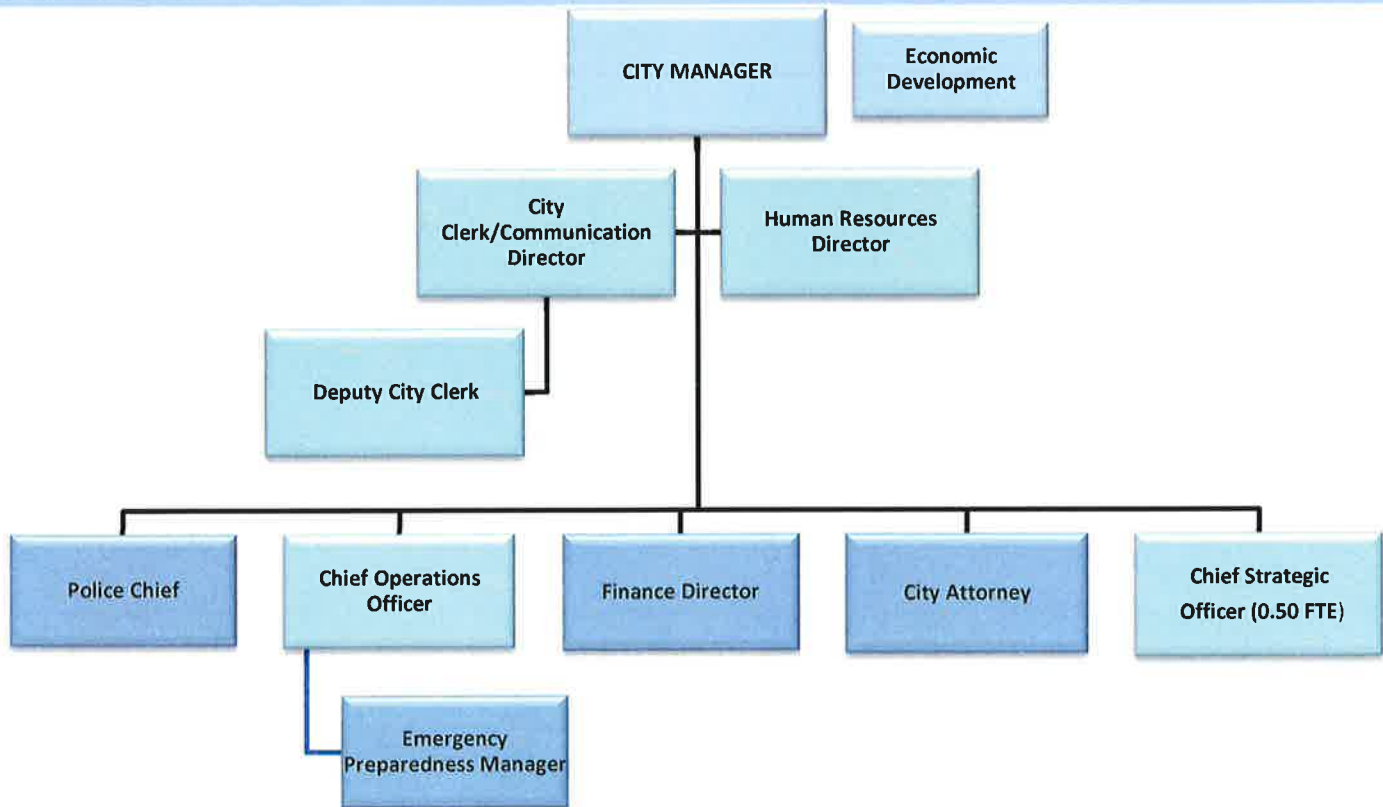 CITY MANAGER
Economic
Development
City
Clerk/Communication
Director
Human Resources
Director
Deputy City Clerk
Police Chief
Chief Operations
Officer
Finance Director
City Attorney
Chief Strategic
Officer (0.50 FTE)
Emergency
Preparedness Manager